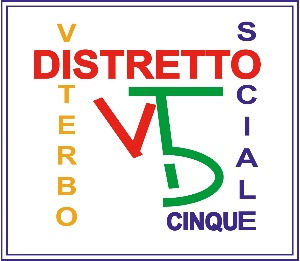 VITERBO
SOCIALE
DISTRETTO
VT5
CINQUE